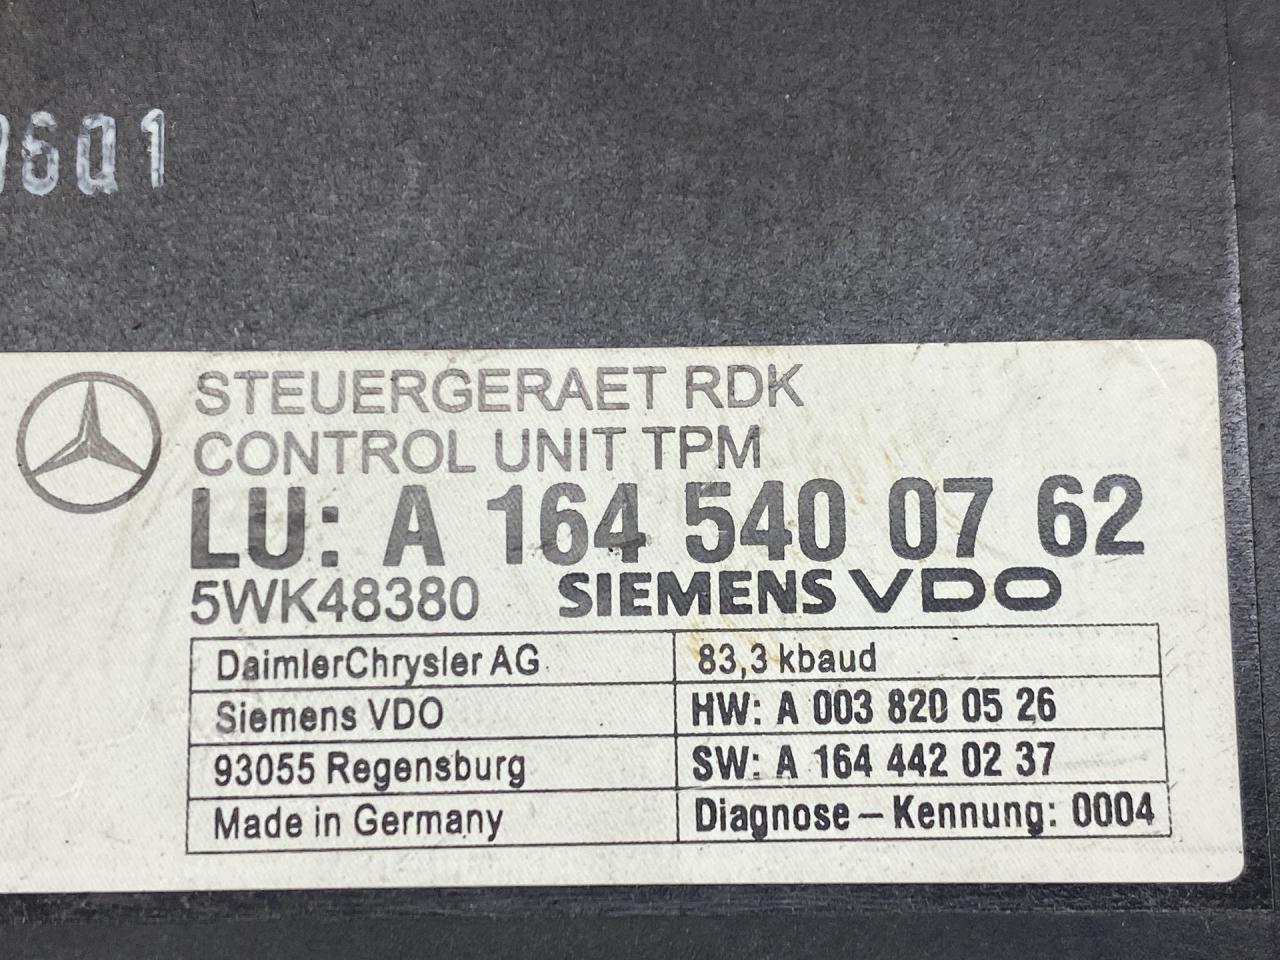 601
STEUERGERAET RDK
CONTROL UNIT TPM
LU: A 164 540 07 62
5WK48380 SIEMENS VDO
DaimlerChrysler AG 83,3 kbaud
Siemens VDO HW: A 003 820 05 26
93055 Regensburg SW: A 164 442 02 37
Made in Germany Diagnose – Kennung: 0004